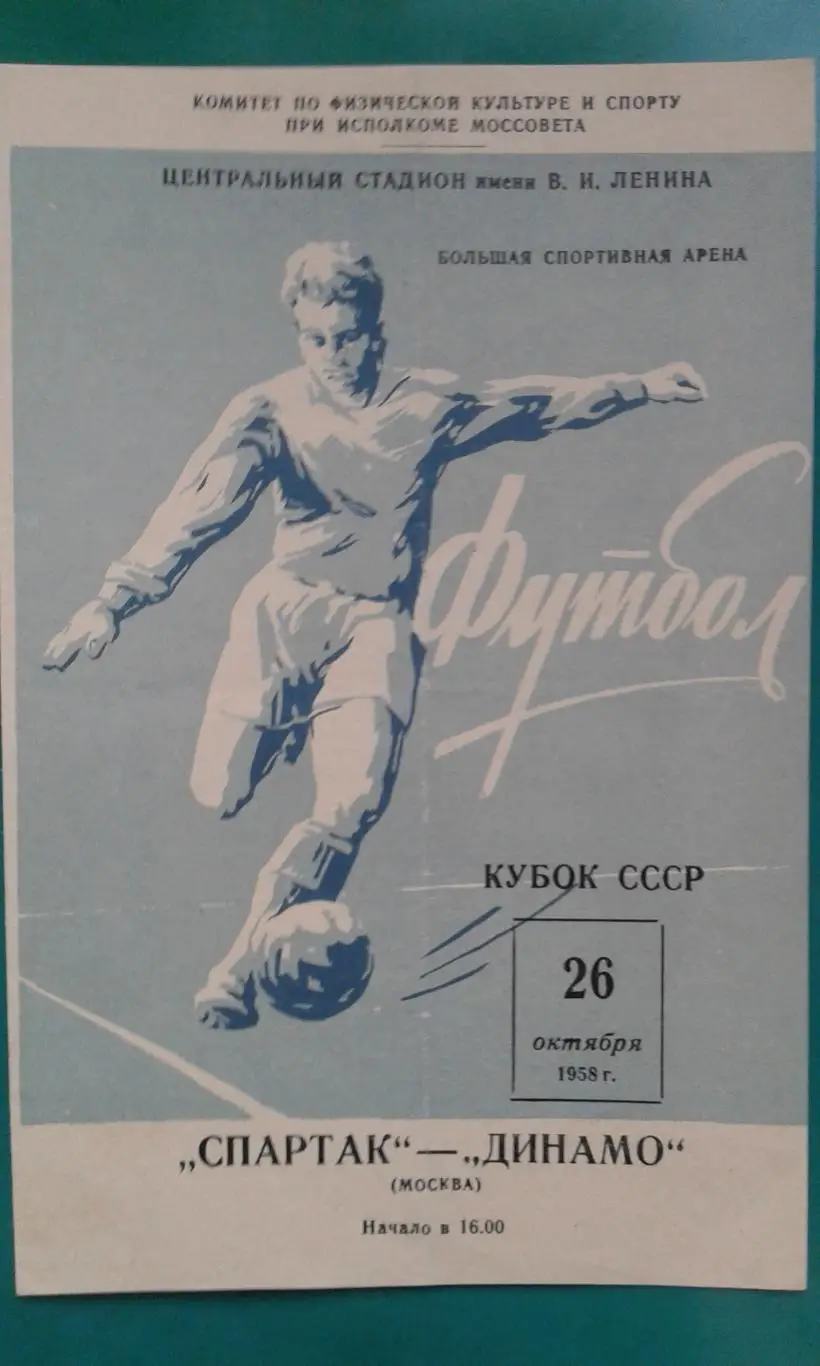 КОМИТЕТ ПО ФИЗИЧЕСКОЙ КУЛЬТУРЕ И СПОРТУ
ПРИ ИСПОЛКОМЕ МОССОВЕТА
ЦЕНТРАЛЬНЫЙ СТАДИОН имени В. И. ЛЕНИНА
БОЛЬШАЯ СПОРТИВНАЯ АРЕНА
Футбол
КУБОК СССР
26
октября
1958 г.
„СПАРТАК“ — „ДИНАМО“
(МОСКВА)
Начало в 16.00